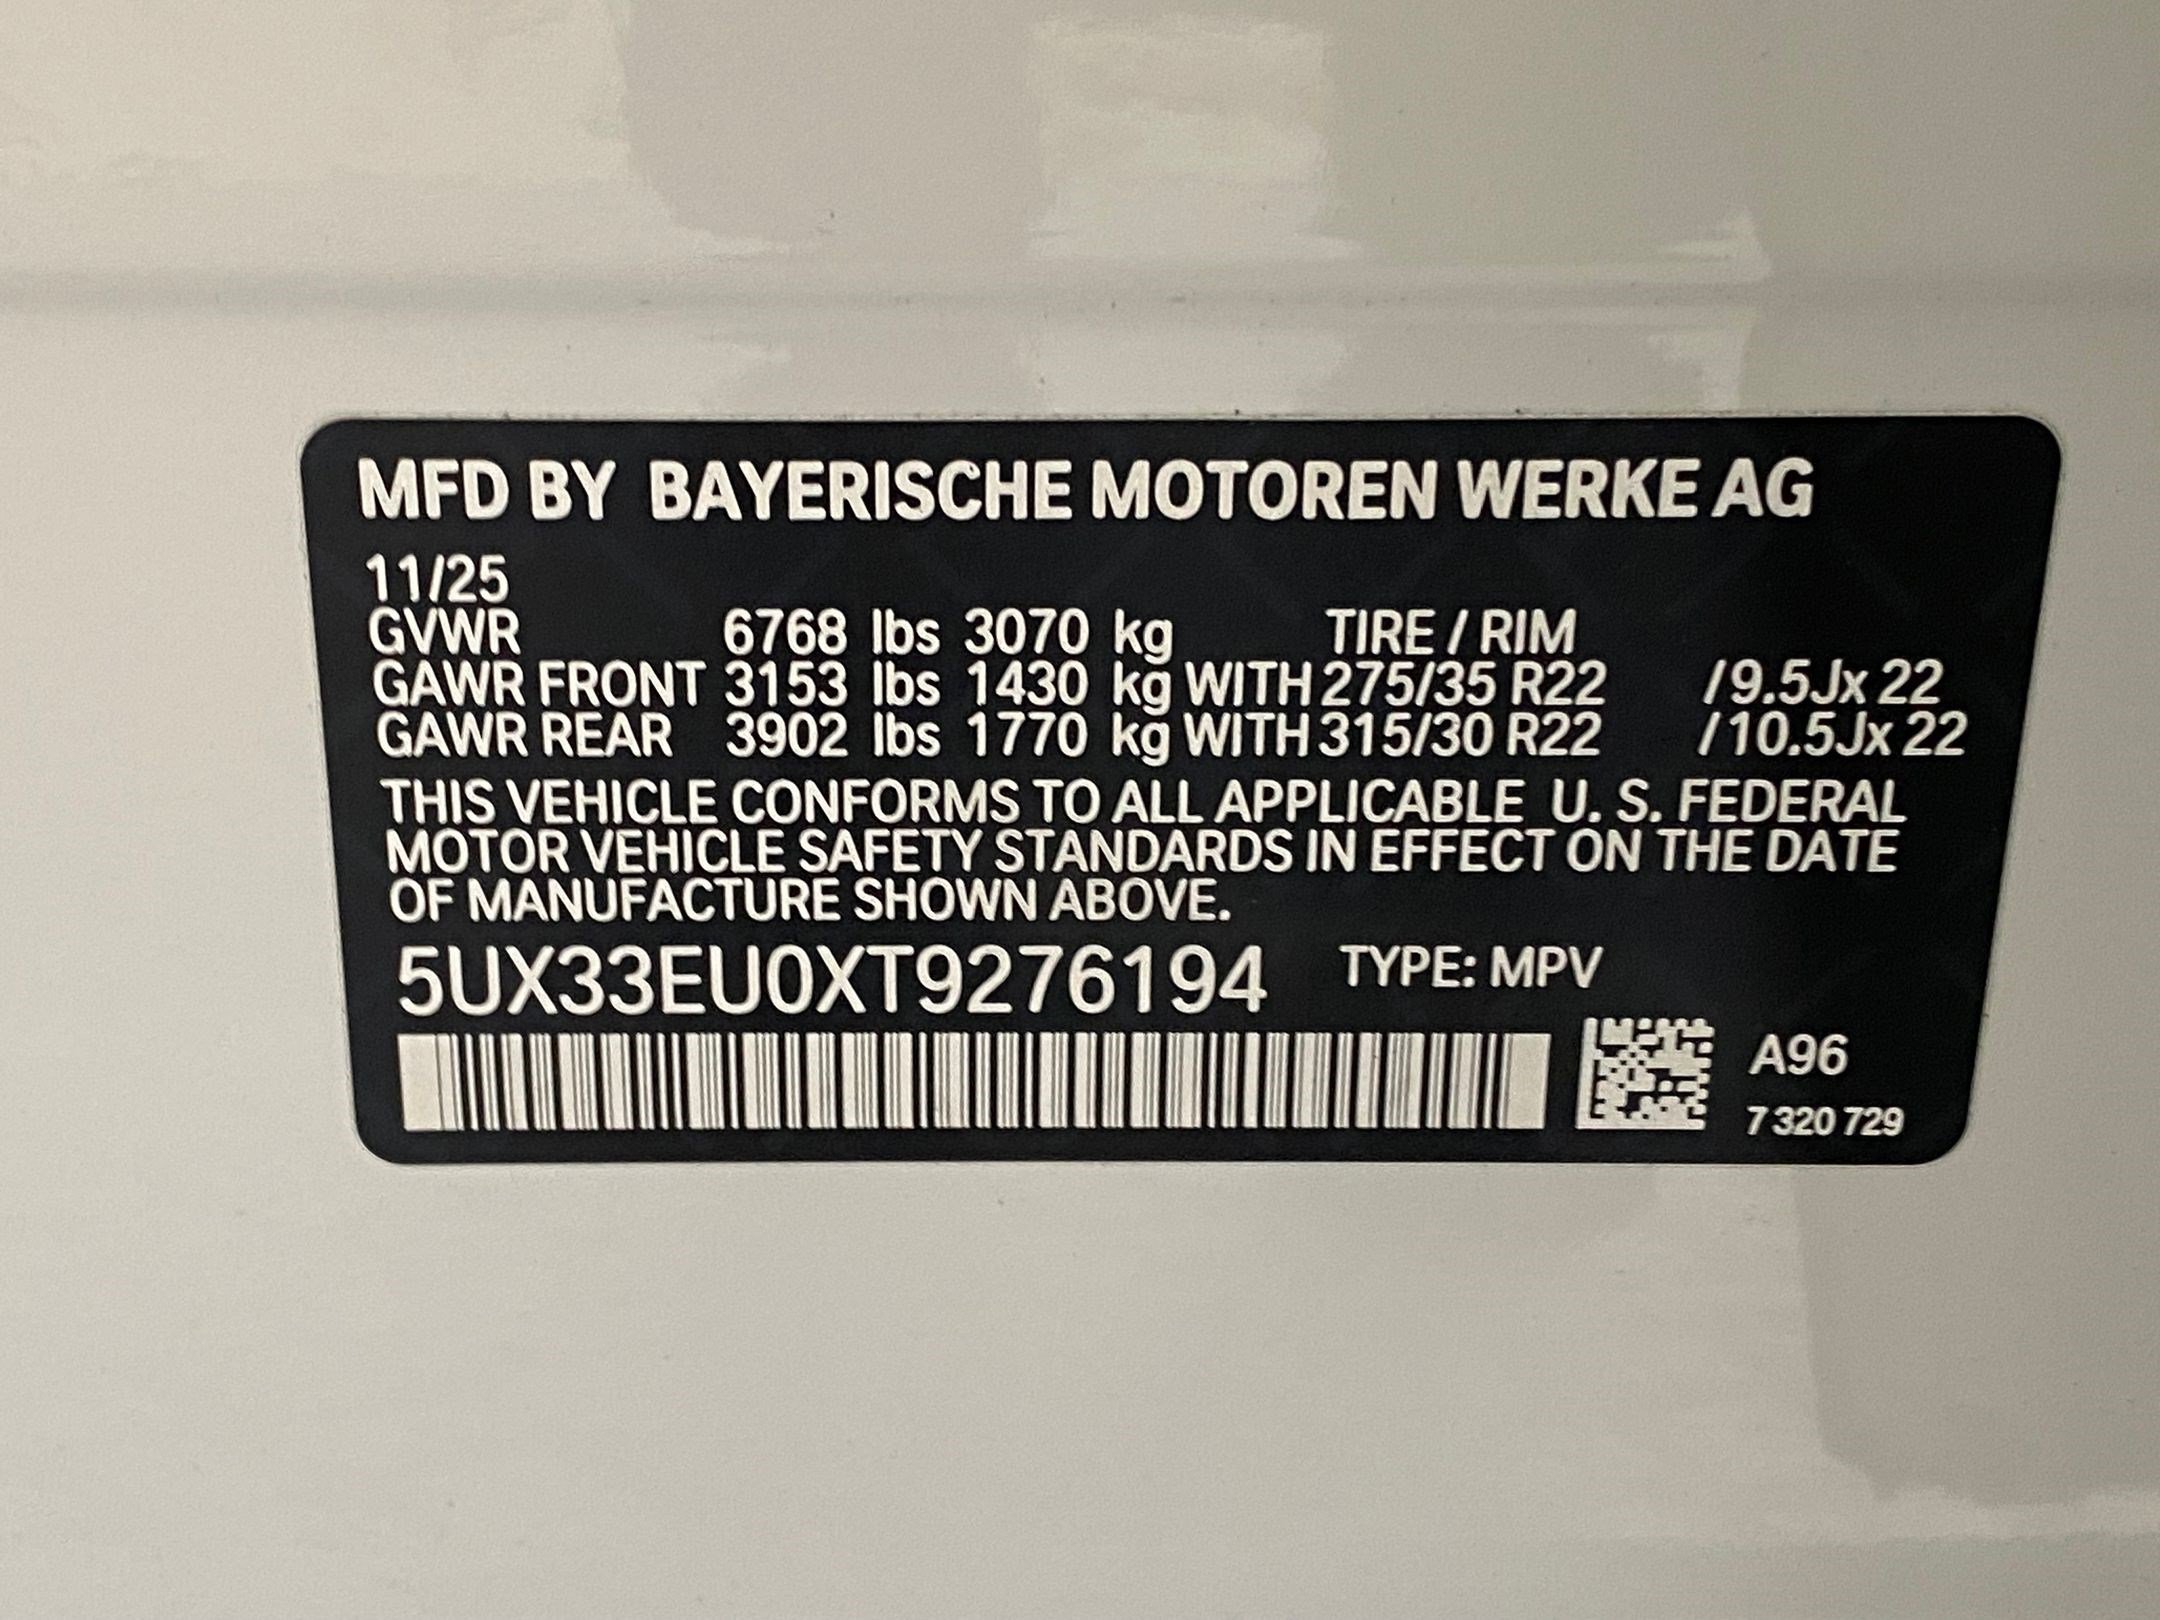 MFD BY BAYERISCHE MOTOREN WERKE AG
11/25
GVWR 6768 lbs 3070 kg TIRE / RIM
GAWR FRONT 3153 lbs 1430 kg WITH 275/35 R22 /9.5Jx 22
GAWR REAR 3902 lbs 1770 kg WITH 315/30 R22 /10.5Jx 22
THIS VEHICLE CONFORMS TO ALL APPLICABLE U. S. FEDERAL
MOTOR VEHICLE SAFETY STANDARDS IN EFFECT ON THE DATE
OF MANUFACTURE SHOWN ABOVE.
5UX33EU0XT9276194 TYPE: MPV
A96
7 320 729